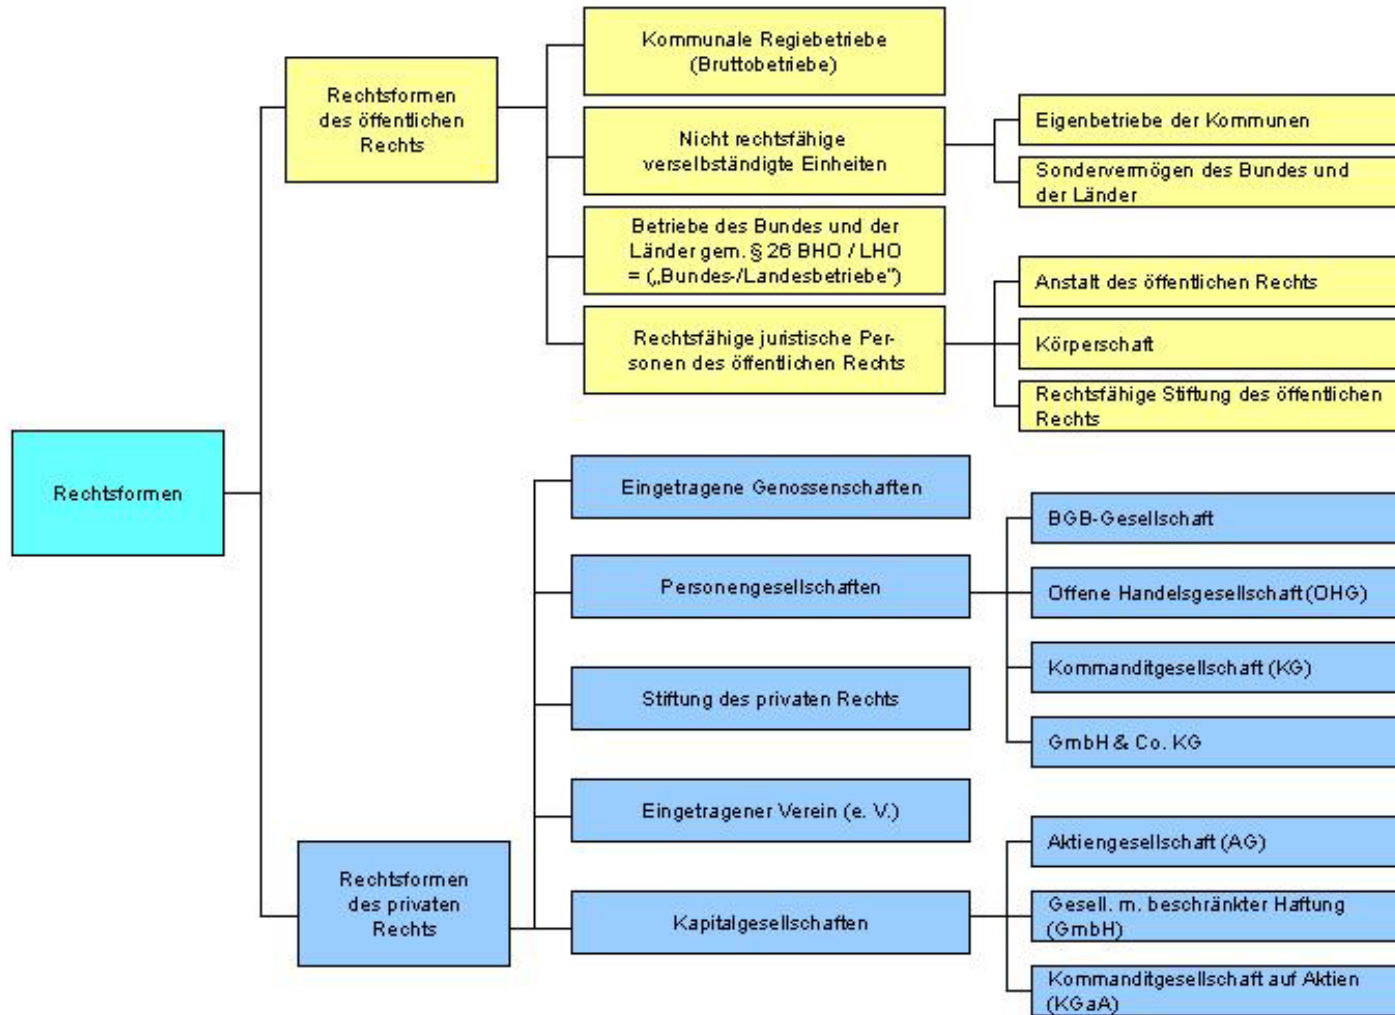 Rechtsformen
Rechtsformen
des öffentlichen
Rechts
Kommunale Regiebetriebe
(Bruttobetriebe)
Nicht rechtsfähige
verselbständigte Einheiten
Eigenbetriebe der Kommunen
Sondervermögen des Bundes und
der Länder
Betriebe des Bundes und der
Länder gem. § 26 BHO / LHO
= („Bundes-/Landesbetriebe")
Rechtsfähige juristische Per-
sonen des öffentlichen Rechts
Anstalt des öffentlichen Rechts
Körperschaft
Rechtsfähige Stiftung des öffentlichen
Rechts
Rechtsformen
des privaten
Rechts
Eingetragene Genossenschaften
Personengesellschaften
BGB-Gesellschaft
Offene Handelsgesellschaft (OHG)
Kommanditgesellschaft (KG)
GmbH & Co. KG
Stiftung des privaten Rechts
Eingetragener Verein (e. V.)
Kapitalgesellschaften
Aktiengesellschaft (AG)
Gesell. m. beschränkter Haftung
(GmbH)
Kommanditgesellschaft auf Aktien
(KGaA)